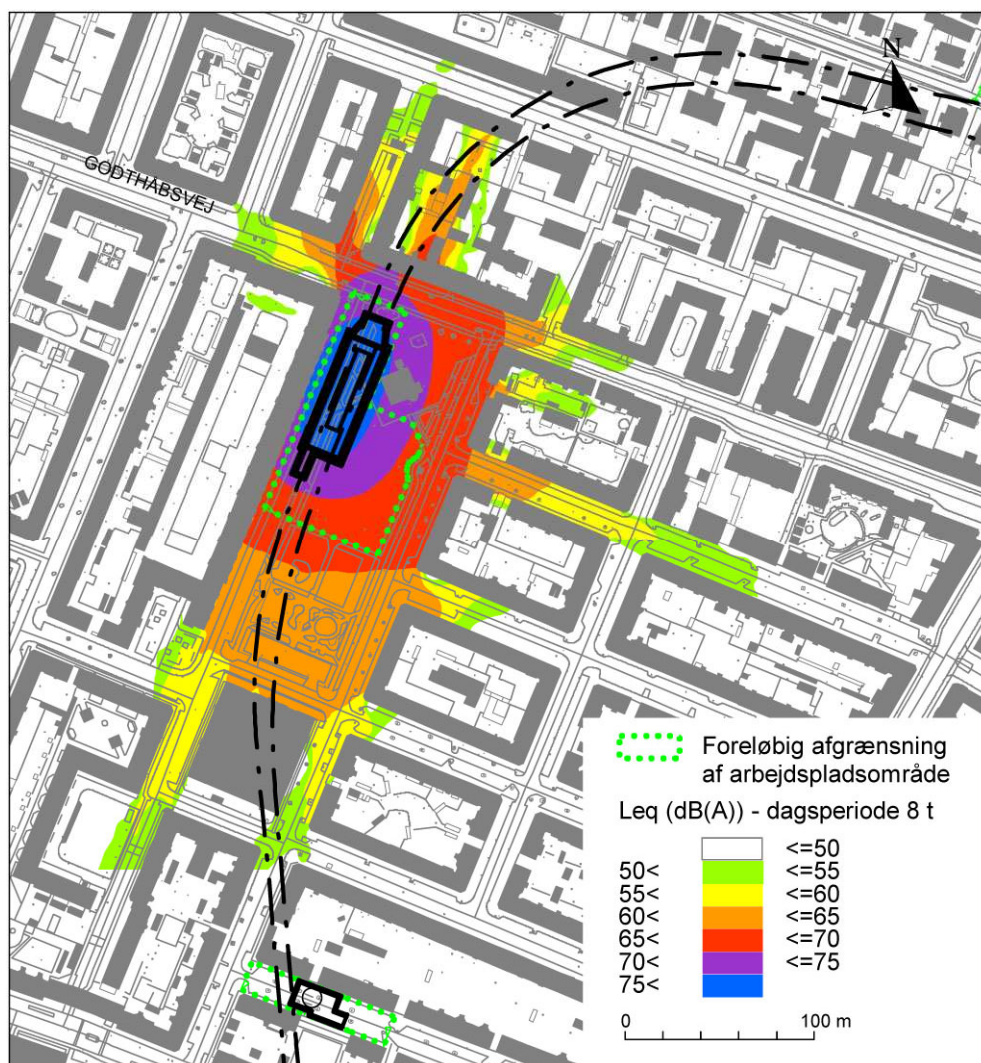 N
GODTHÅBSVEJ
Foreløbig afgrænsning
af arbejdspladsområde
Leq (dB(A)) - dagsperiode 8 t
<=50
50< <=55
55< <=60
60< <=65
65< <=70
70< <=75
75<
0 100 m